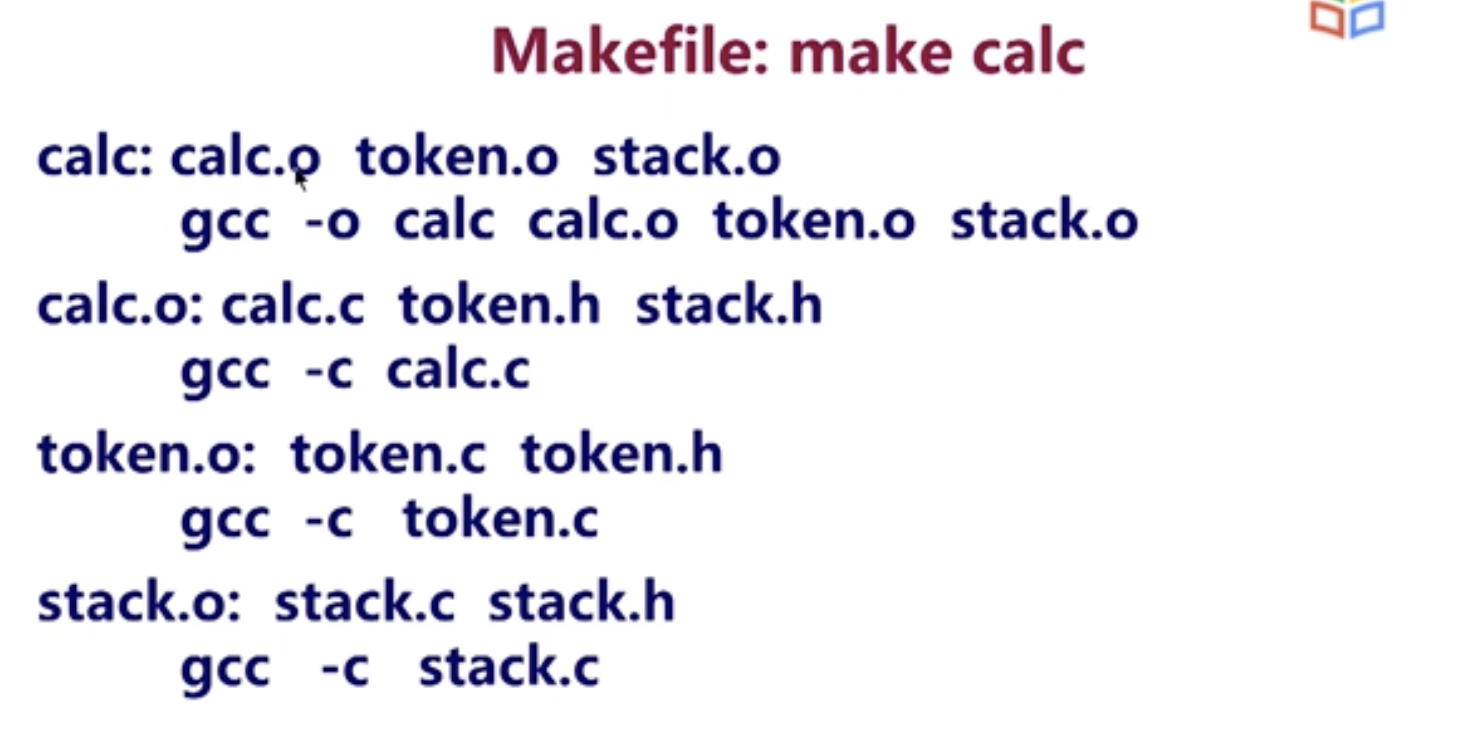 Makefile: make calc
calc: calc.o token.o stack.o
gcc -o calc calc.o token.o stack.o
calc.o: calc.c token.h stack.h
gcc -c calc.c
token.o: token.c token.h
gcc -c token.c
stack.o: stack.c stack.h
gcc -c stack.c